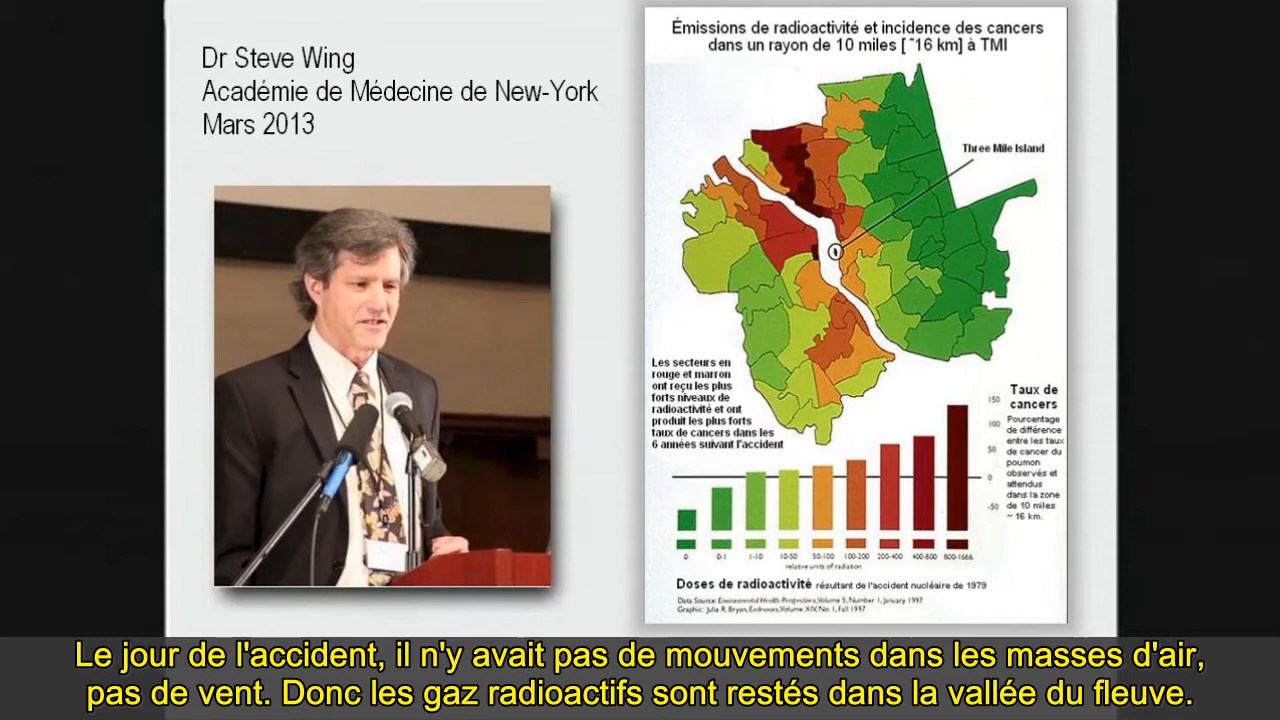 Dr Steve Wing
Académie de Médecine de New-York
Mars 2013
Émissions de radioactivité et incidence des cancers
dans un rayon de 10 miles [ ~16 km] à TMI
Three Mile Island
Les secteurs en
rouge et marron
ont reçu les plus
forts niveaux de
radioactivité et ont
produit les plus forts
taux de cancers dans les
6 années suivant l'accident
Taux de
cancers
Pourcentage
de différence
entre les taux
de cancer du
poumon
observés et
attendus
dans la zone
de 10 miles
~ 16 km.
150
100
50
0
-50
0 0-1 1-10 10-50 50-100 100-200 200-400 400-800 800-1666
relative units of radiation
Doses de radioactivité résultant de l'accident nucléaire de 1979
Data Source: Environmental Health Perspectives, Volume 5, Number 1, January 1997
Graphic: Julia R. Bryan, Endeavors, Volume XIV, No. 1, Fall 1997
Le jour de l'accident, il n'y avait pas de mouvements dans les masses d'air,
pas de vent. Donc les gaz radioactifs sont restés dans la vallée du fleuve.